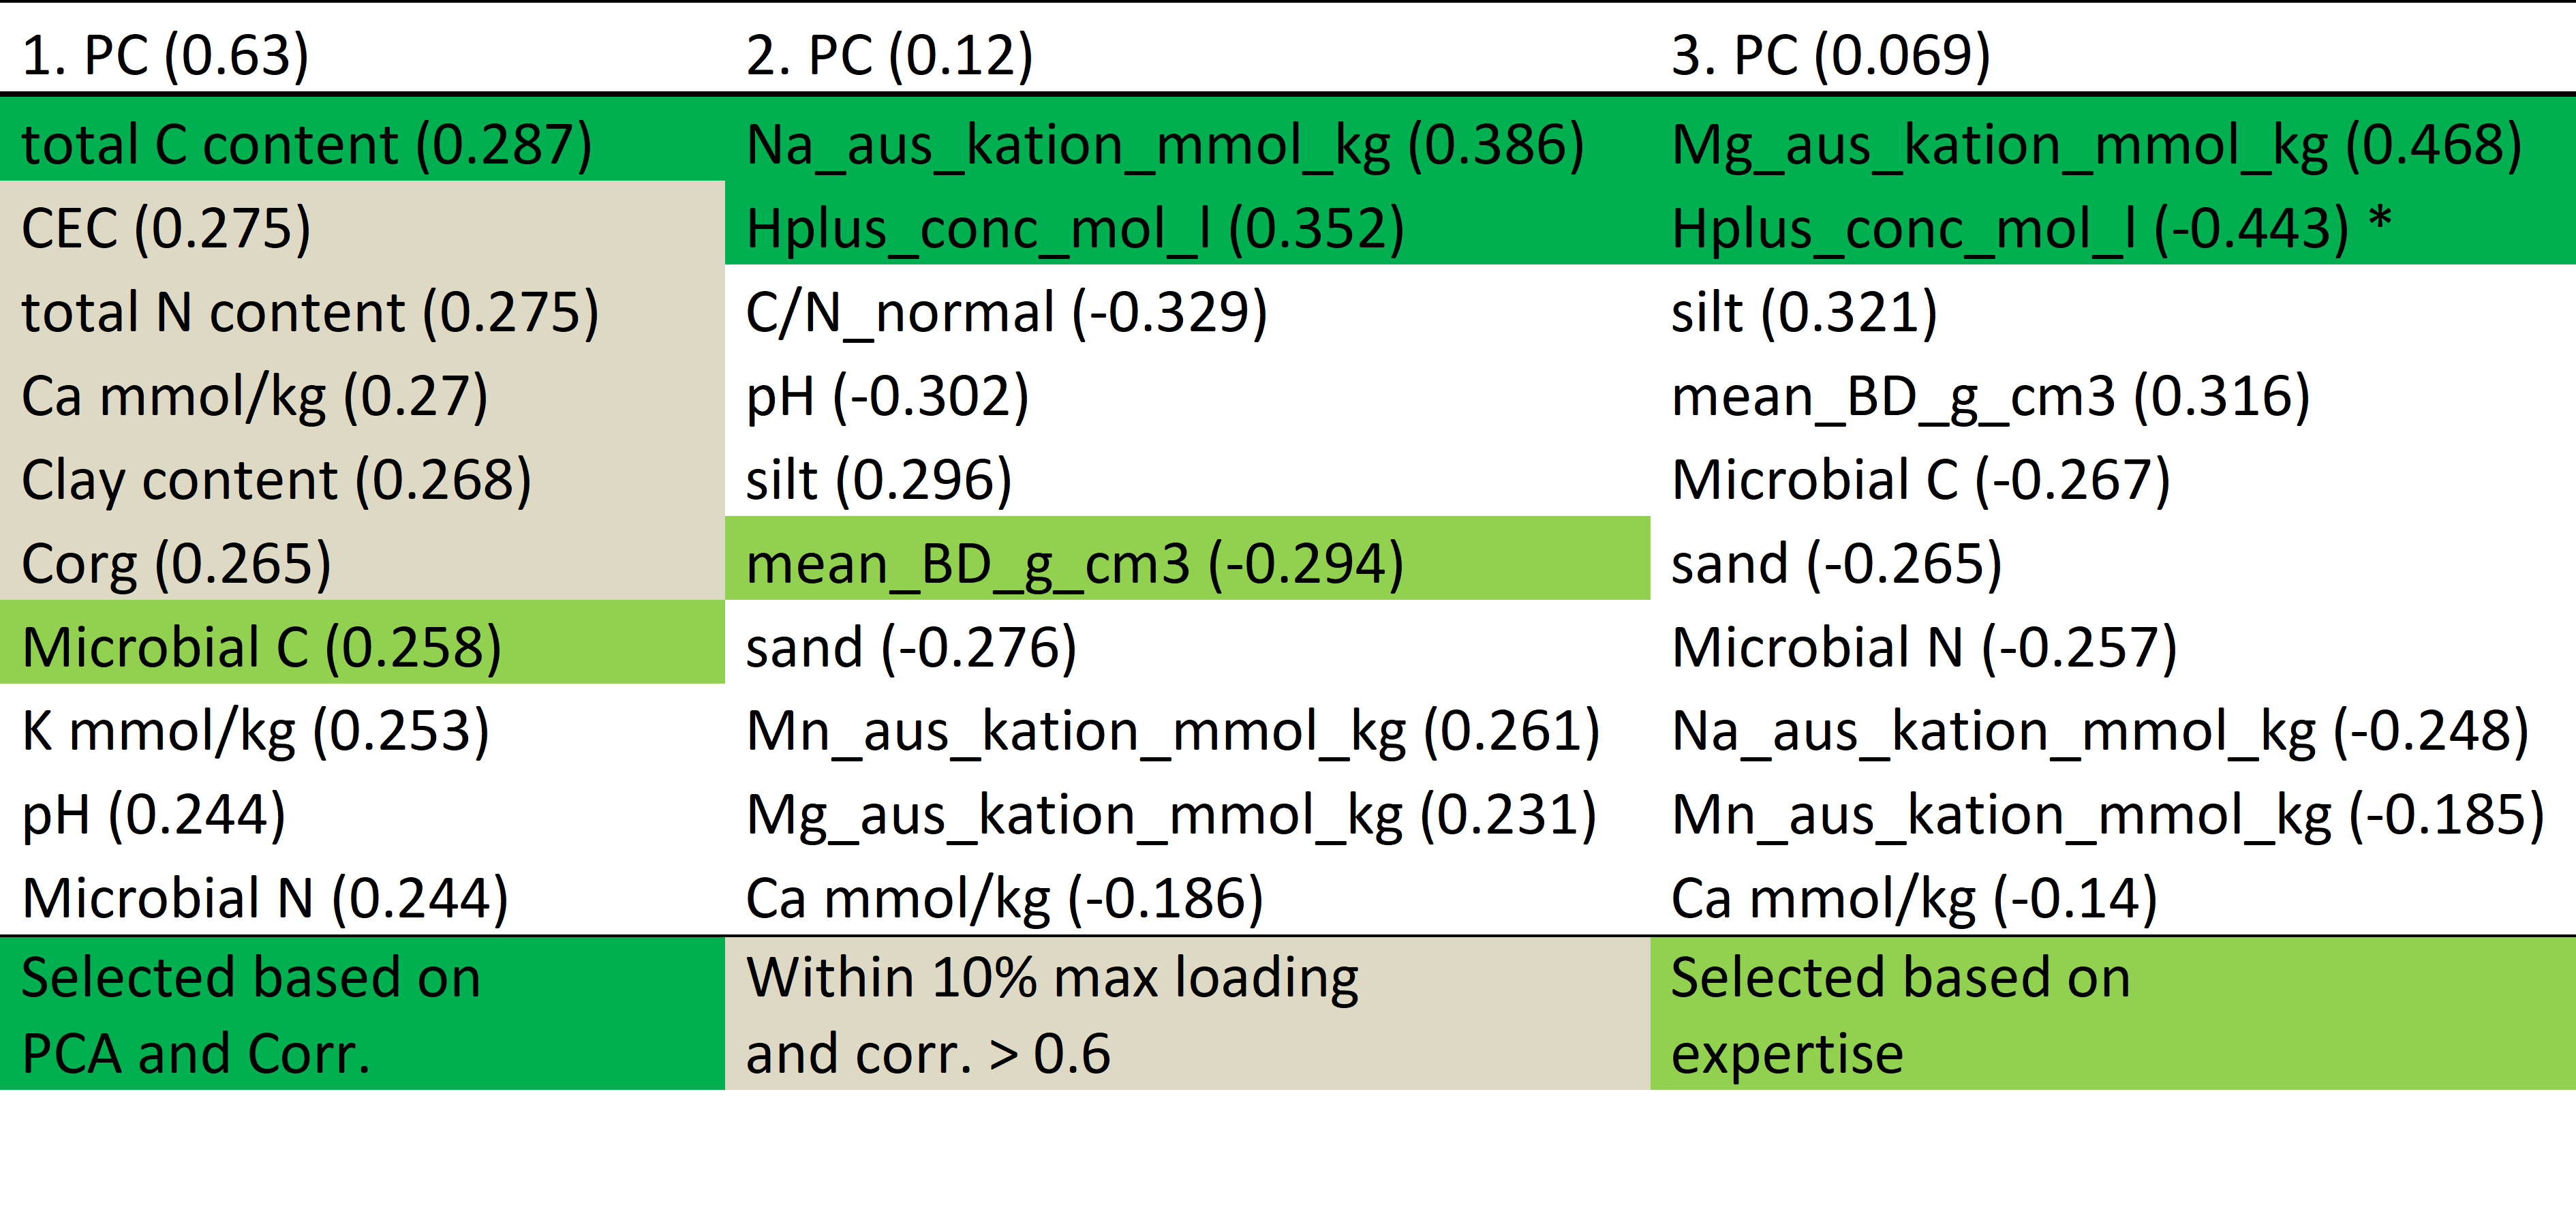 1. PC (0.63) 2. PC (0.12) 3. PC (0.069)
total C content (0.287) Na_aus_kation_mmol_kg (0.386) Mg_aus_kation_mmol_kg (0.468)
CEC (0.275) Hplus_conc_mol_l (0.352) Hplus_conc_mol_l (-0.443) *
total N content (0.275) C/N_normal (-0.329) silt (0.321)
Ca mmol/kg (0.27) pH (-0.302) mean_BD_g_cm3 (0.316)
Clay content (0.268) silt (0.296) Microbial C (-0.267)
Corg (0.265) mean_BD_g_cm3 (-0.294) sand (-0.265)
Microbial C (0.258) sand (-0.276) Microbial N (-0.257)
K mmol/kg (0.253) Mn_aus_kation_mmol_kg (0.261) Na_aus_kation_mmol_kg (-0.248)
pH (0.244) Mg_aus_kation_mmol_kg (0.231) Mn_aus_kation_mmol_kg (-0.185)
Microbial N (0.244) Ca mmol/kg (-0.186) Ca mmol/kg (-0.14)
Selected based on Within 10% max loading Selected based on
PCA and Corr. and corr. > 0.6 expertise